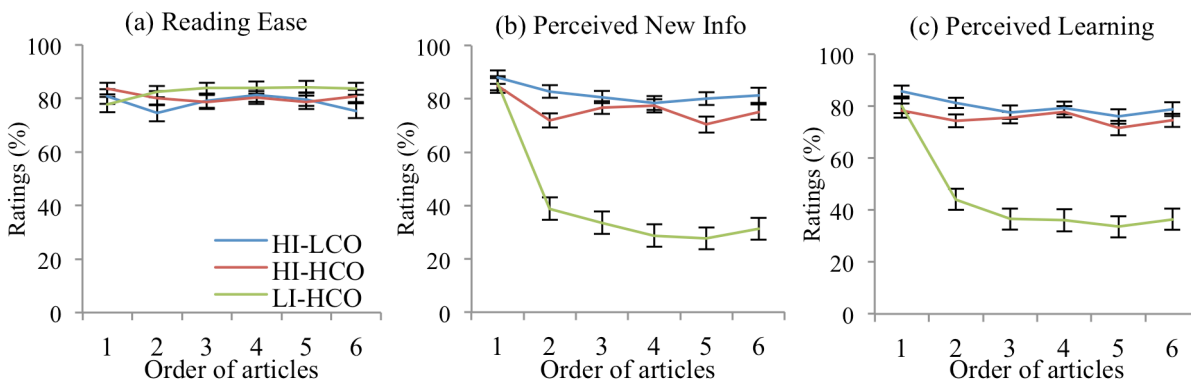 (a) Reading Ease
100
80
60
40
20
0
Ratings (%)
HI-LCO
HI-HCO
LI-HCO
1 2 3 4 5 6
Order of articles
(b) Perceived New Info
100
80
60
40
20
0
Ratings (%)
1 2 3 4 5 6
Order of articles
(c) Perceived Learning
100
80
60
40
20
0
Ratings (%)
1 2 3 4 5 6
Order of articles